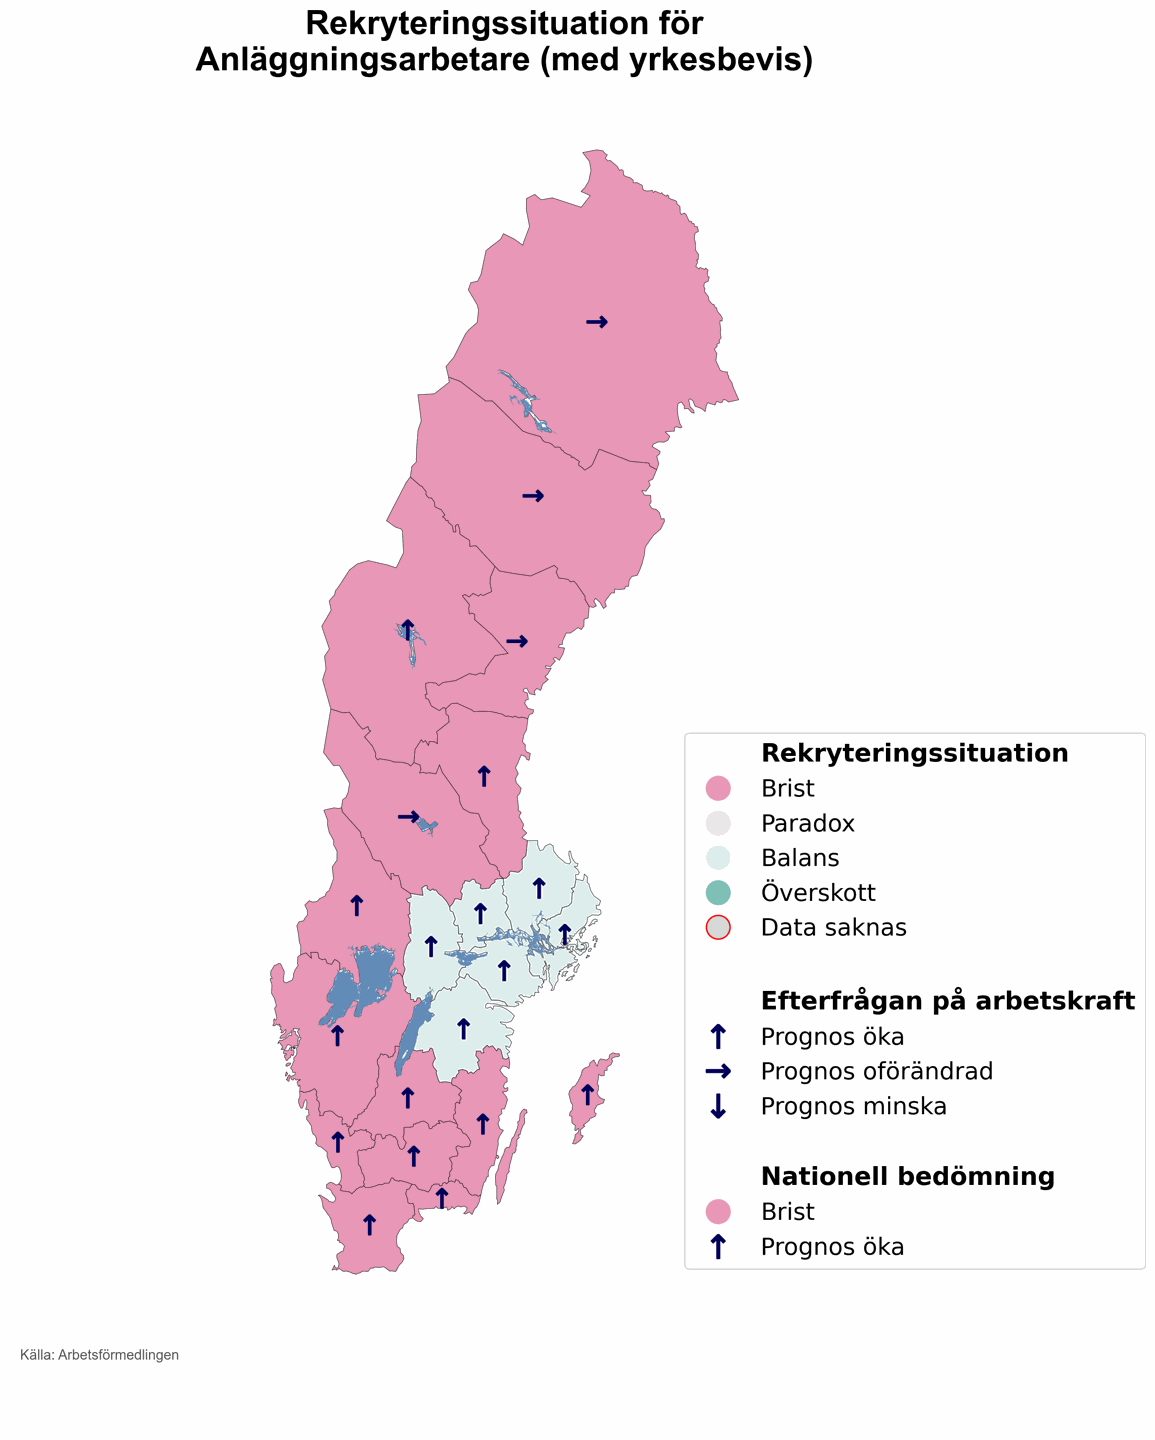 Rekryteringssituation för
Anläggningsarbetare (med yrkesbevis)
Rekryteringssituation
Brist
Paradox
Balans
Överskott
Data saknas
Efterfrågan på arbetskraft
Prognos öka
Prognos oförändrad
Prognos minska
Nationell bedömning
Brist
Prognos öka
Källa: Arbetsförmedlingen